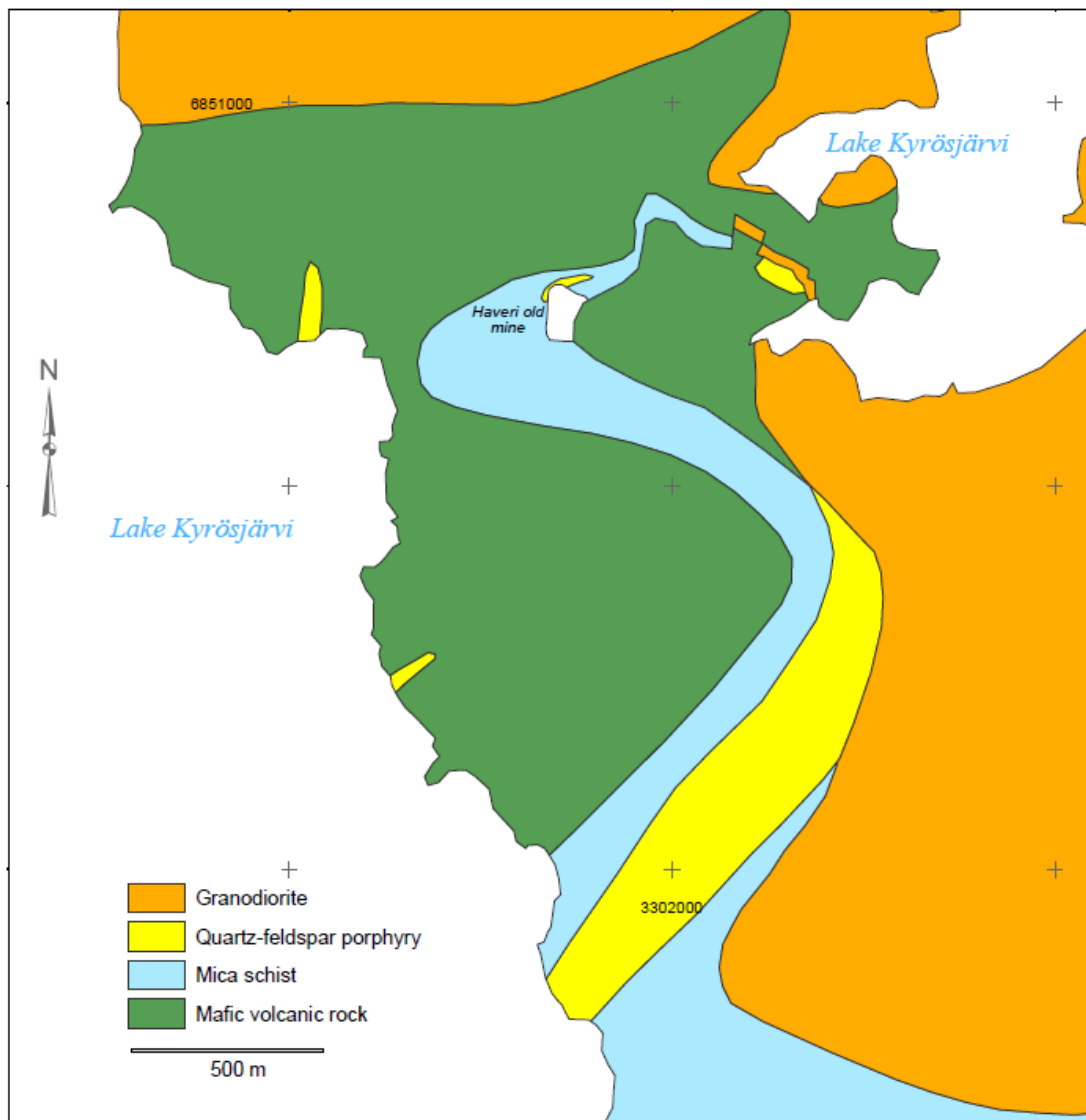 6851000
Lake Kyrösjärvi
Haveri old
mine
N
Lake Kyrösjärvi
Granodiorite
3302000
Quartz-feldspar porphyry
Mica schist
Mafic volcanic rock
500 m